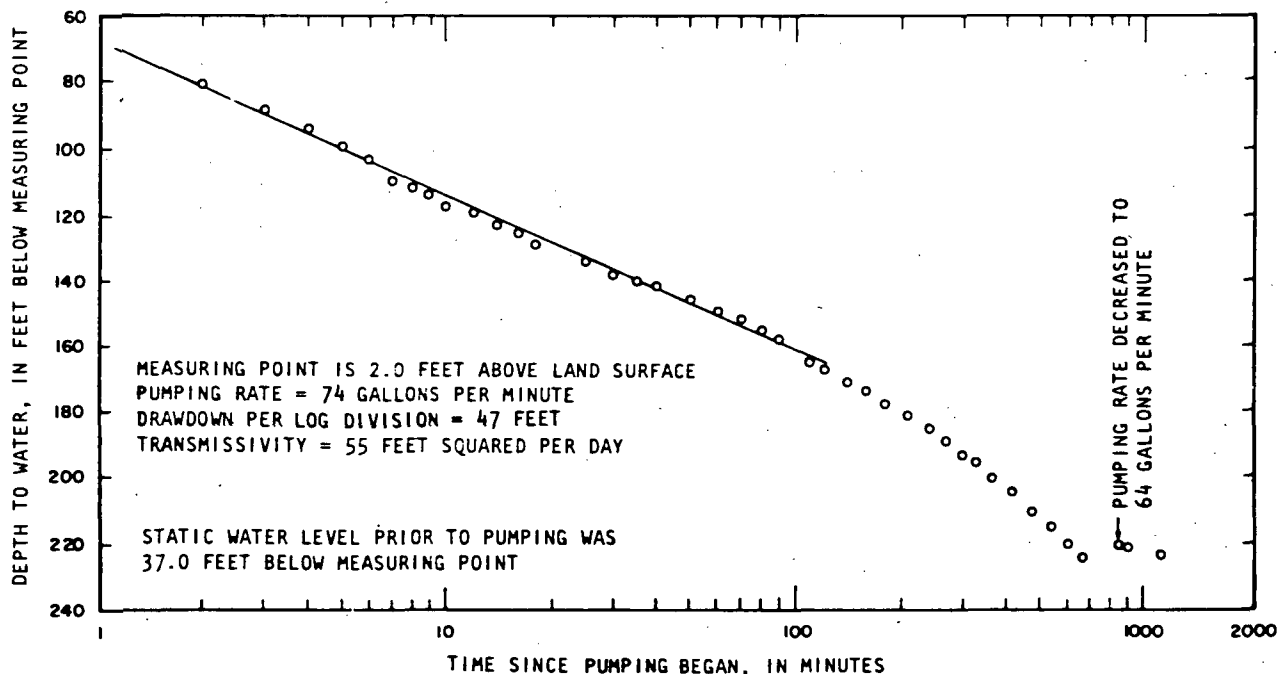 DEPTH TO WATER, IN FEET BELOW MEASURING POINT
60
80
100
120
140
160
180
200
220
240
MEASURING POINT IS 2.0 FEET ABOVE LAND SURFACE
PUMPING RATE = 74 GALLONS PER MINUTE
DRAWDOWN PER LOG DIVISION = 47 FEET
TRANSMISSIVITY = 55 FEET SQUARED PER DAY
STATIC WATER LEVEL PRIOR TO PUMPING WAS
37.0 FEET BELOW MEASURING POINT
PUMPING RATE DECREASED TO
64 GALLONS PER MINUTE
1
10
100
1000
2000
TIME SINCE PUMPING BEGAN, IN MINUTES